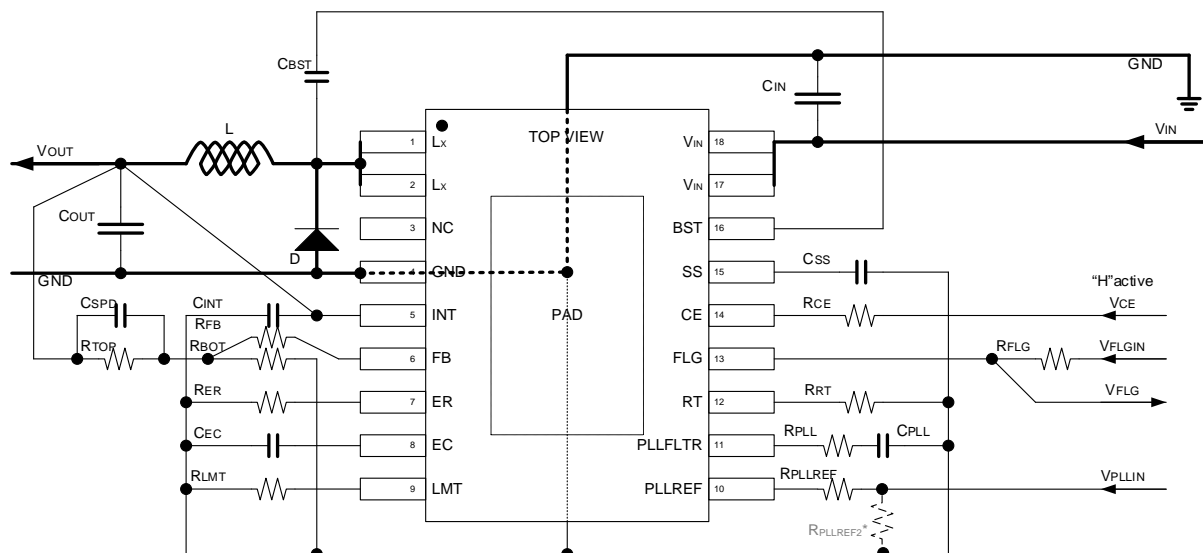 CBST
GND
CIN
L
TOP VIEW
VOUT
1
LX
VIN
18
VIN
2
LX
VIN
17
COUT
3
NC
BST
16
D
GND
4
GND
SS
15
CSS
"H"active
CSPD
CINT
5
INT
PAD
CE
14
RCE
VCE
RFB
RTOP
RBOT
6
FB
FLG
13
RFLG
VFLGIN
RER
7
ER
RT
12
RRT
VFLG
CEC
8
EC
PLLFLTR
11
RPLL
CPLL
RLMT
9
LMT
PLLREF
10
RPLLREF
VPLLIN
RPLLREF2*